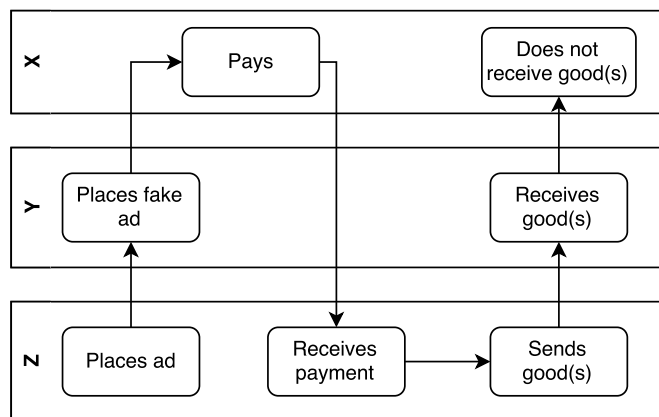 X
Pays
Does not
receive good(s)
Y
Places fake
ad
Receives
good(s)
Z
Places ad
Receives
payment
Sends
good(s)